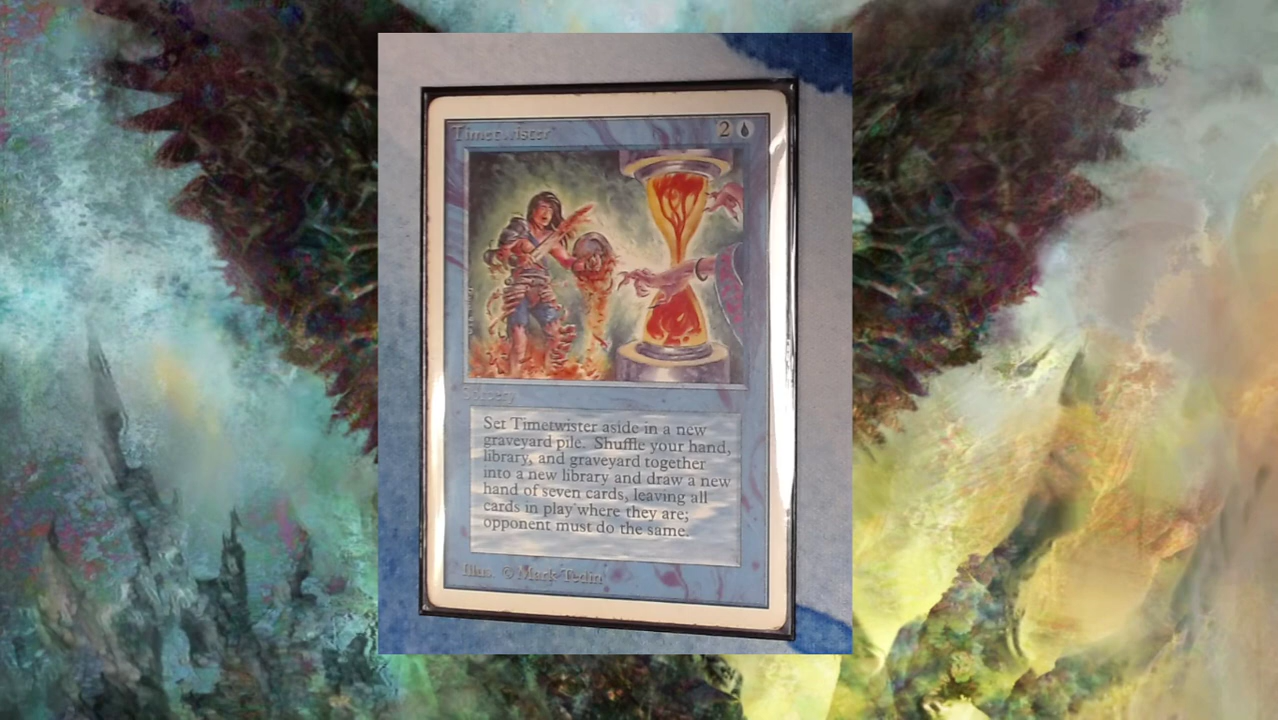 Timetwister
2
Sorcery
Set Timetwister aside in a new
graveyard pile. Shuffle your hand,
library, and graveyard together
into a new library and draw a new
hand of seven cards, leaving all
cards in play where they are;
opponent must do the same.
Illus. © Mark Tedin